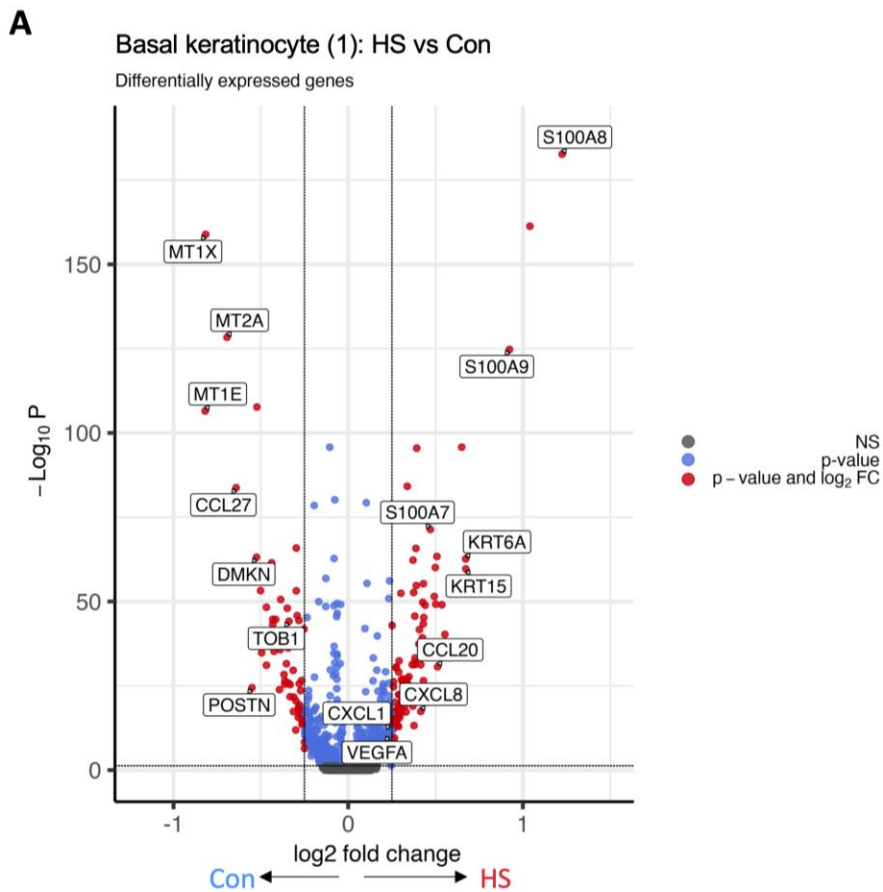 A
Basal keratinocyte (1): HS vs Con
Differentially expressed genes
S100A8
MT1X
150
MT2A
S100A9
MT1E
−Log₁₀ P
100
NS
p-value
p − value and log₂ FC
CCL27
S100A7
KRT6A
DMKN
KRT15
50
TOB1
CCL20
CXCL8
POSTN
CXCL1
VEGFA
0
-1
0
1
log2 fold change
Con
HS